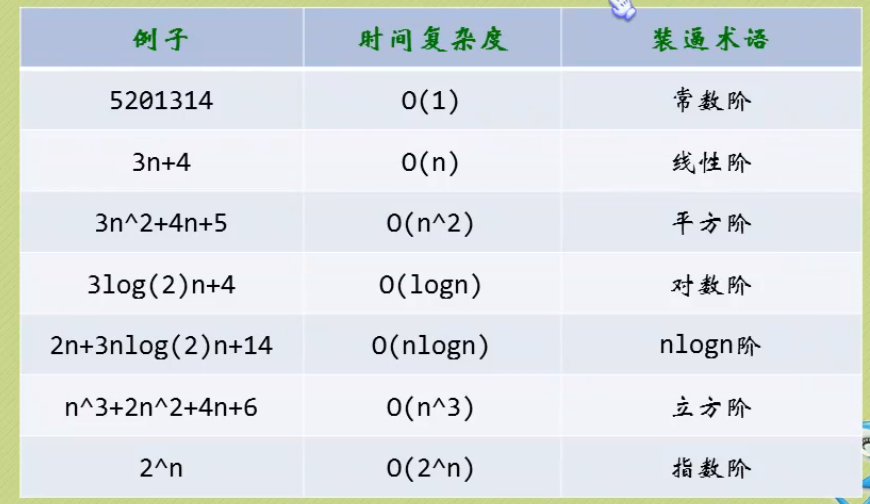 例子 时间复杂度 装逼术语
5201314 O(1) 常数阶
3n+4 O(n) 线性阶
3n^2+4n+5 O(n^2) 平方阶
3log(2)n+4 O(logn) 对数阶
2n+3nlog(2)n+14 O(nlogn) nlogn阶
n^3+2n^2+4n+6 O(n^3) 立方阶
2^n O(2^n) 指数阶